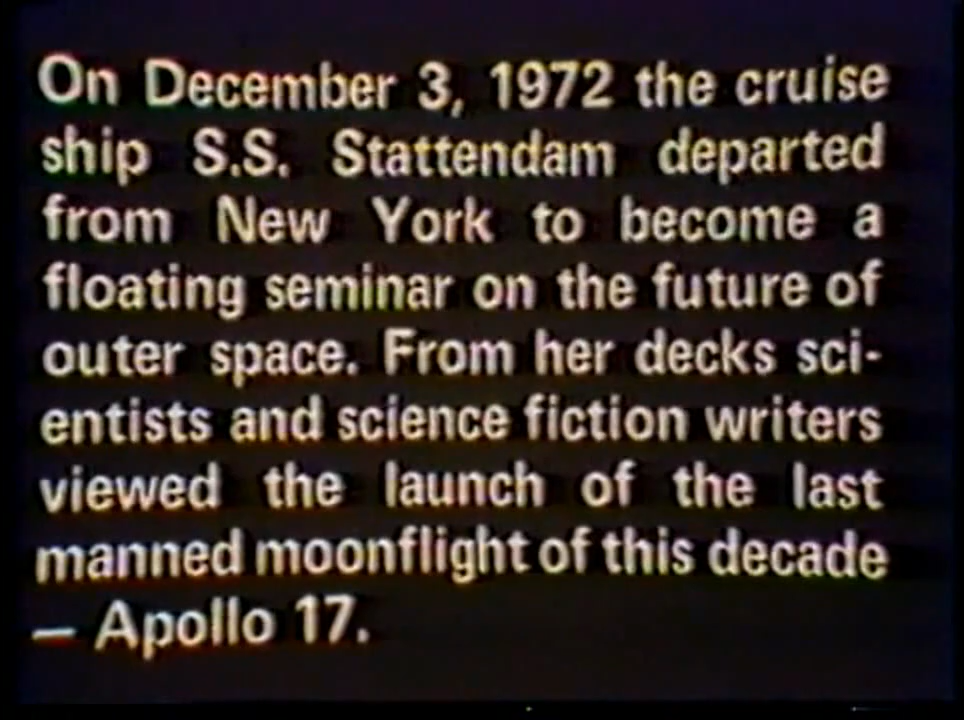 On December 3, 1972 the cruise
ship S.S. Stattendam departed
from New York to become a
floating seminar on the future of
outer space. From her decks sci-
entists and science fiction writers
viewed the launch of the last
manned moonflight of this decade
— Apollo 17.